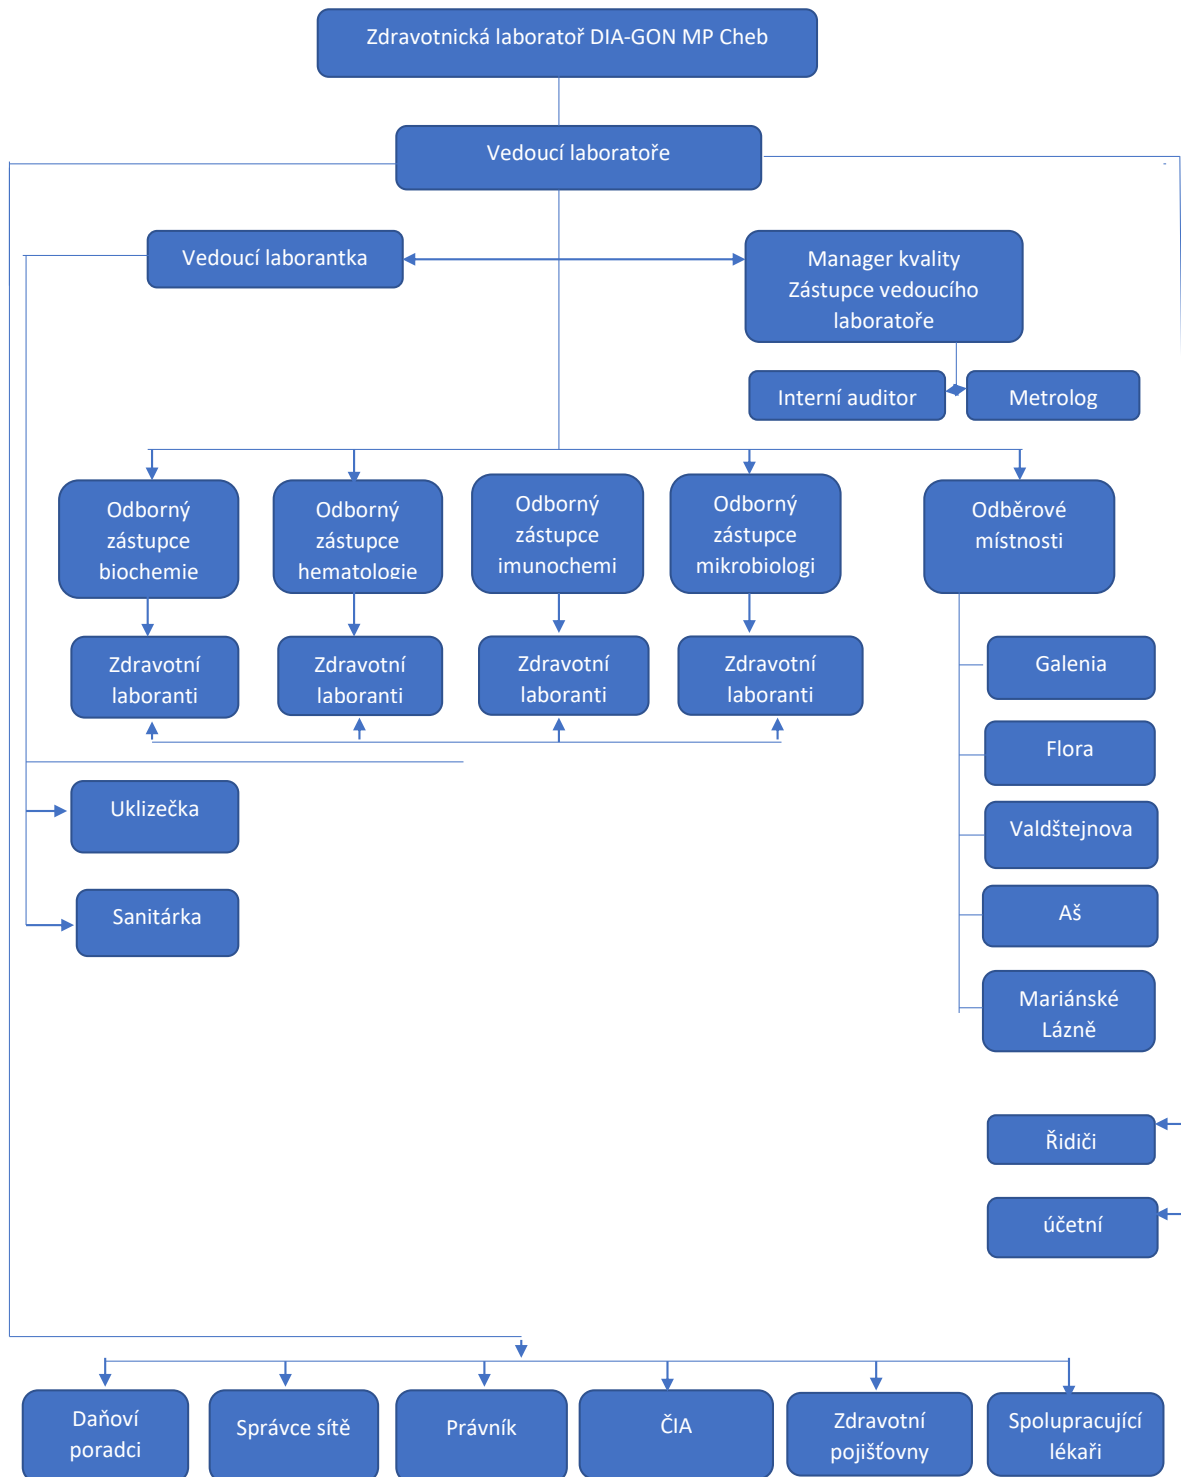 Zdravotnická laboratoř DIA-GON MP Cheb
Vedoucí laboratoře
Vedoucí laborantka
Manager kvality
Zástupce vedoucího
laboratoře
Interní auditor
Metrolog
Odborný
zástupce
biochemie
Odborný
zástupce
hematologie
Odborný
zástupce
imunochemi
Odborný
zástupce
mikrobiologi
Odběrové
místnosti
Zdravotní
laboranti
Zdravotní
laboranti
Zdravotní
laboranti
Zdravotní
laboranti
Galenia
Flora
Valdštejnova
Aš
Mariánské
Lázně
Uklizečka
Sanitárka
Řidiči
účetní
Daňoví
poradci
Správce sítě
Právník
ČIA
Zdravotní
pojišťovny
Spolupracující
lékaři